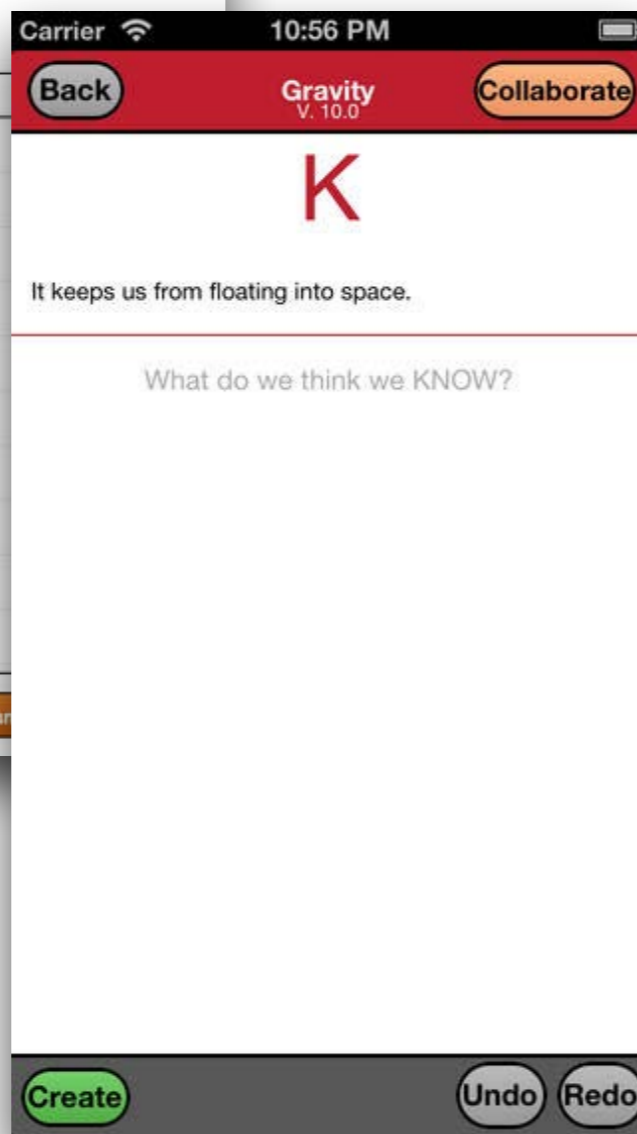 Carrier
10:56 PM
Back
Gravity
V. 10.0
Collaborate
K
It keeps us from floating into space.
What do we think we KNOW?
Create
Undo
Redo